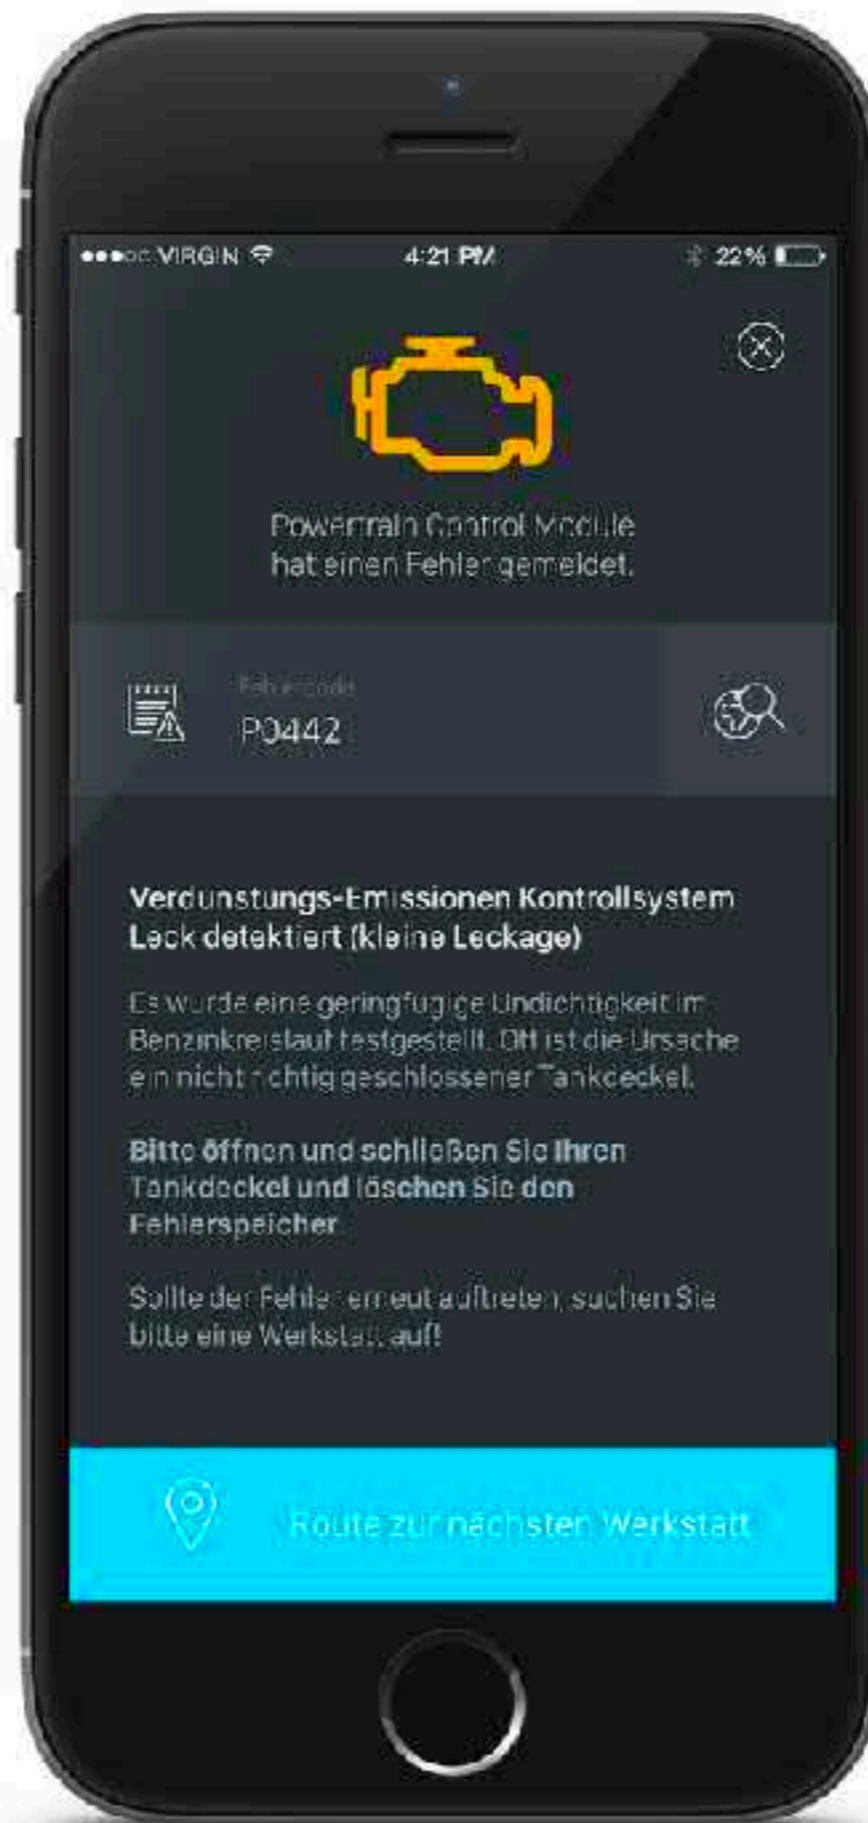 VIRGIN
4:21 PM
22%
Powertrain Control Module
hat einen Fehler gemeldet.
Fehlercode
P0442
Verdunstungs-Emissionen Kontrollsystem
Leck detektiert (kleine Leckage)
Es wurde eine geringfügige Undichtigkeit im
Benzinkreislauf festgestellt. Oft ist die Ursache
ein nicht richtig geschlossener Tankdeckel.
Bitte öffnen und schließen Sie Ihren
Tankdeckel und löschen Sie den
Fehlerspeicher.
Sollte der Fehler erneut auftreten, suchen Sie
bitte eine Werkstatt auf!
Route zur nächsten Werkstatt